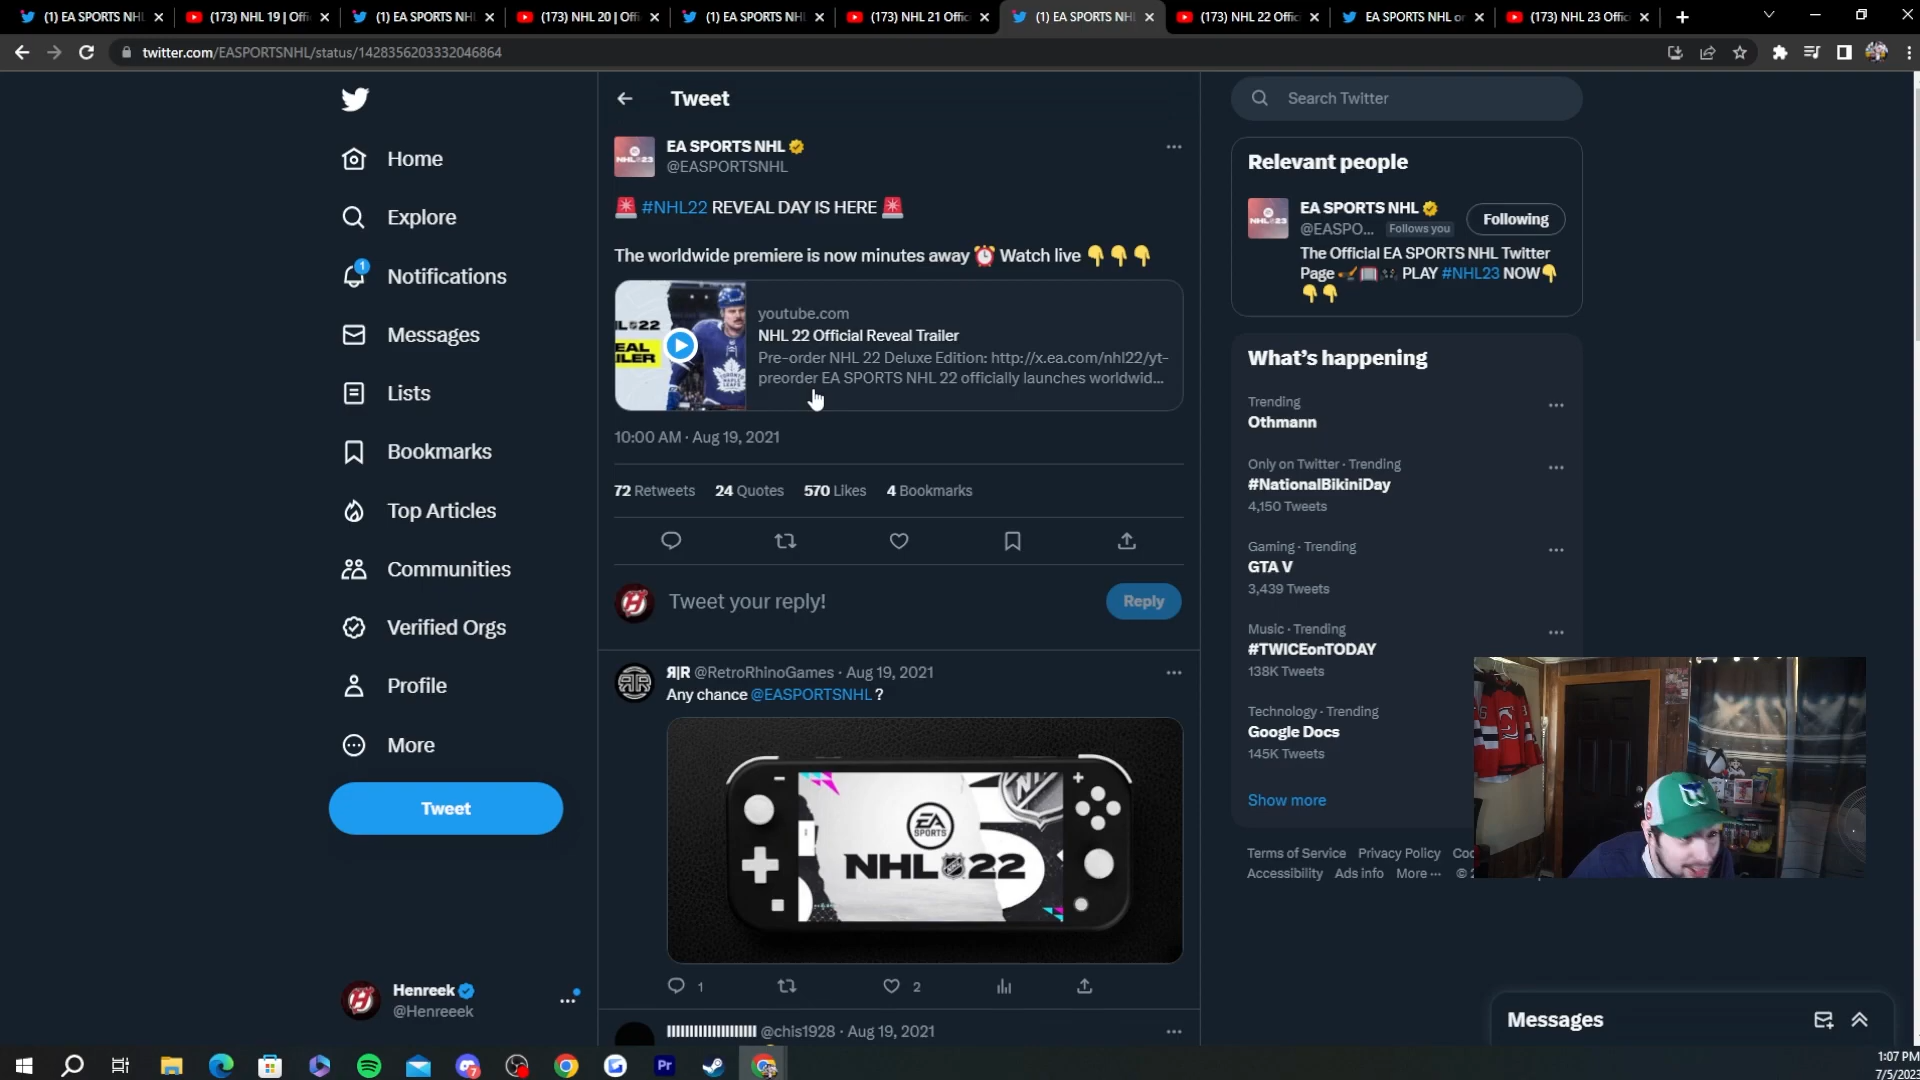 (1) EA SPORTS NHL
(173) NHL 19 | Offi
(1) EA SPORTS NHL
(173) NHL 20 | Offi
(1) EA SPORTS NHL
(173) NHL 21 Offic
(1) EA SPORTS NHL
(173) NHL 22 Offic
EA SPORTS NHL on
(173) NHL 23 Offic
twitter.com/EASPORTSNHL/status/1428356203332046864
Home
Explore
1
Notifications
Messages
Lists
Bookmarks
Top Articles
Communities
Verified Orgs
Profile
More
Tweet
Henreek
@Henreeek
Tweet
EA SPORTS NHL
@EASPORTSNHL
🚨 #NHL22 REVEAL DAY IS HERE 🚨
The worldwide premiere is now minutes away ⏰ Watch live 👇👇👇
youtube.com
NHL 22 Official Reveal Trailer
Pre-order NHL 22 Deluxe Edition: http://x.ea.com/nhl22/yt-
preorder EA SPORTS NHL 22 officially launches worldwid...
10:00 AM · Aug 19, 2021
72 Retweets 24 Quotes 570 Likes 4 Bookmarks
Tweet your reply!
Reply
ЯR @RetroRhinoGames · Aug 19, 2021
Any chance @EASPORTSNHL ?
EA
SPORTS
NHL 22
1
2
@chis1928 · Aug 19, 2021
Search Twitter
Relevant people
EA SPORTS NHL
@EASPO... Follows you
Following
The Official EA SPORTS NHL Twitter
Page PLAY #NHL23 NOW👇
👇👇
What's happening
Trending
Othmann
Only on Twitter · Trending
#NationalBikiniDay
4,150 Tweets
Gaming · Trending
GTA V
3,439 Tweets
Music · Trending
#TWICEonTODAY
138K Tweets
Technology · Trending
Google Docs
145K Tweets
Show more
Terms of Service Privacy Policy Coo
Accessibility Ads info More ··· © 2
Messages
1:07 PM
7/5/2023